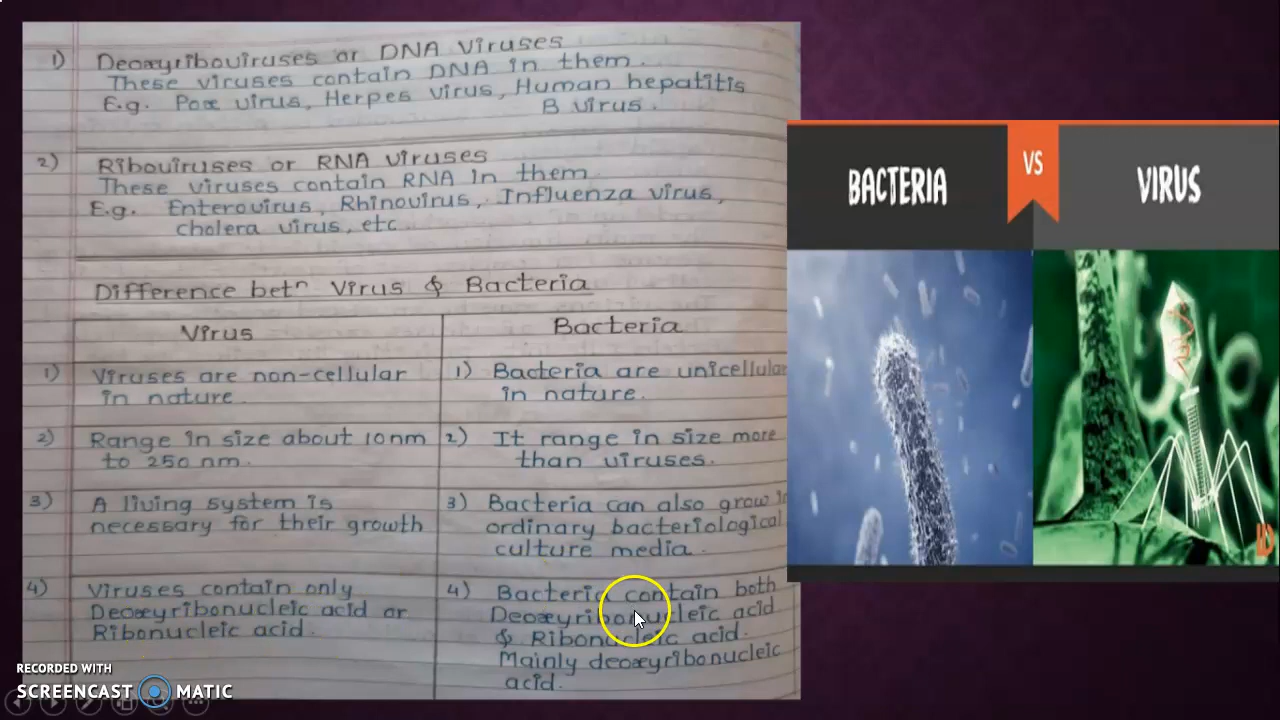 1) Deoxyriboviruses or DNA Viruses
These viruses contain DNA in them.
E.g. Pox virus, Herpes virus, Human hepatitis
B virus.
2) Riboviruses or RNA viruses
These viruses contain RNA in them.
E.g. Enterovirus, Rhinovirus, Influenza virus,
cholera virus, etc
Difference betn Virus & Bacteria
Virus
Bacteria
1) Viruses are non-cellular
in nature.
1) Bacteria are unicellular
in nature.
2) Range in size about 10nm
to 250 nm.
2) It range in size more
than viruses.
3) A living system is
necessary for their growth
3) Bacteria can also grow in
ordinary bacteriological
culture media.
4) Viruses contain only
Deoxyribonucleic acid or
Ribonucleic acid.
4) Bacteria contain both
Deoxyribonucleic acid
& Ribonucleic acid.
Mainly deoxyribonucleic
acid.
BACTERIA
VS
VIRUS
RECORDED WITH
SCREENCAST MATIC